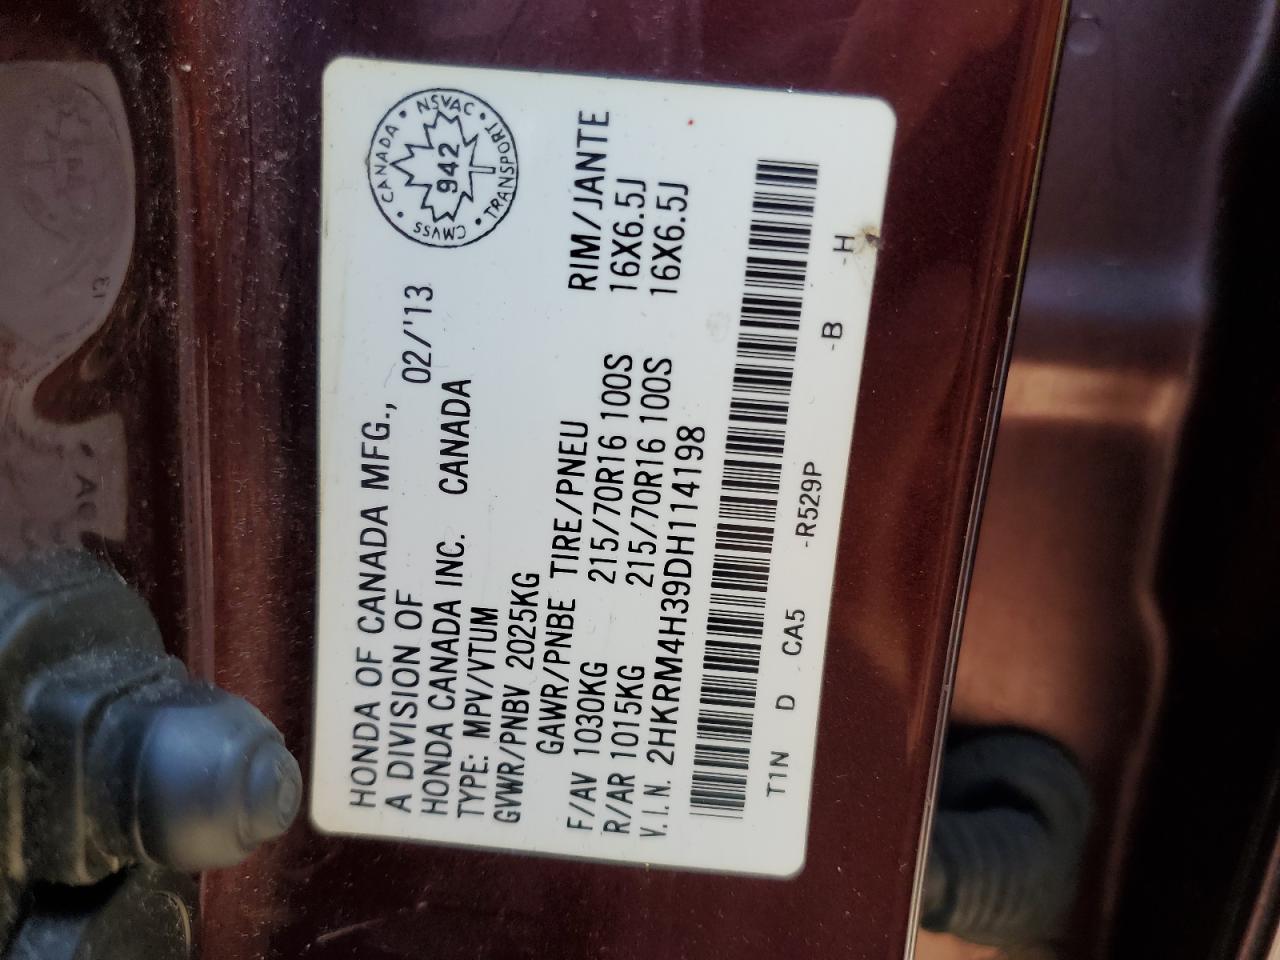 HONDA OF CANADA MFG.,
A DIVISION OF 02/'13
HONDA CANADA INC. CANADA
TYPE: MPV/VTUM
GVWR/PNBV 2025KG
GAWR/PNBE TIRE/PNEU RIM/JANTE
F/AV 1030KG 215/70R16 100S 16X6.5J
R/AR 1015KG 215/70R16 100S 16X6.5J
V.I.N. 2HKRM4H39DH114198
T1N D CA5 -R529P -B -H
CANADA • NSVAC • TRANSPORT • CMVSS •
942